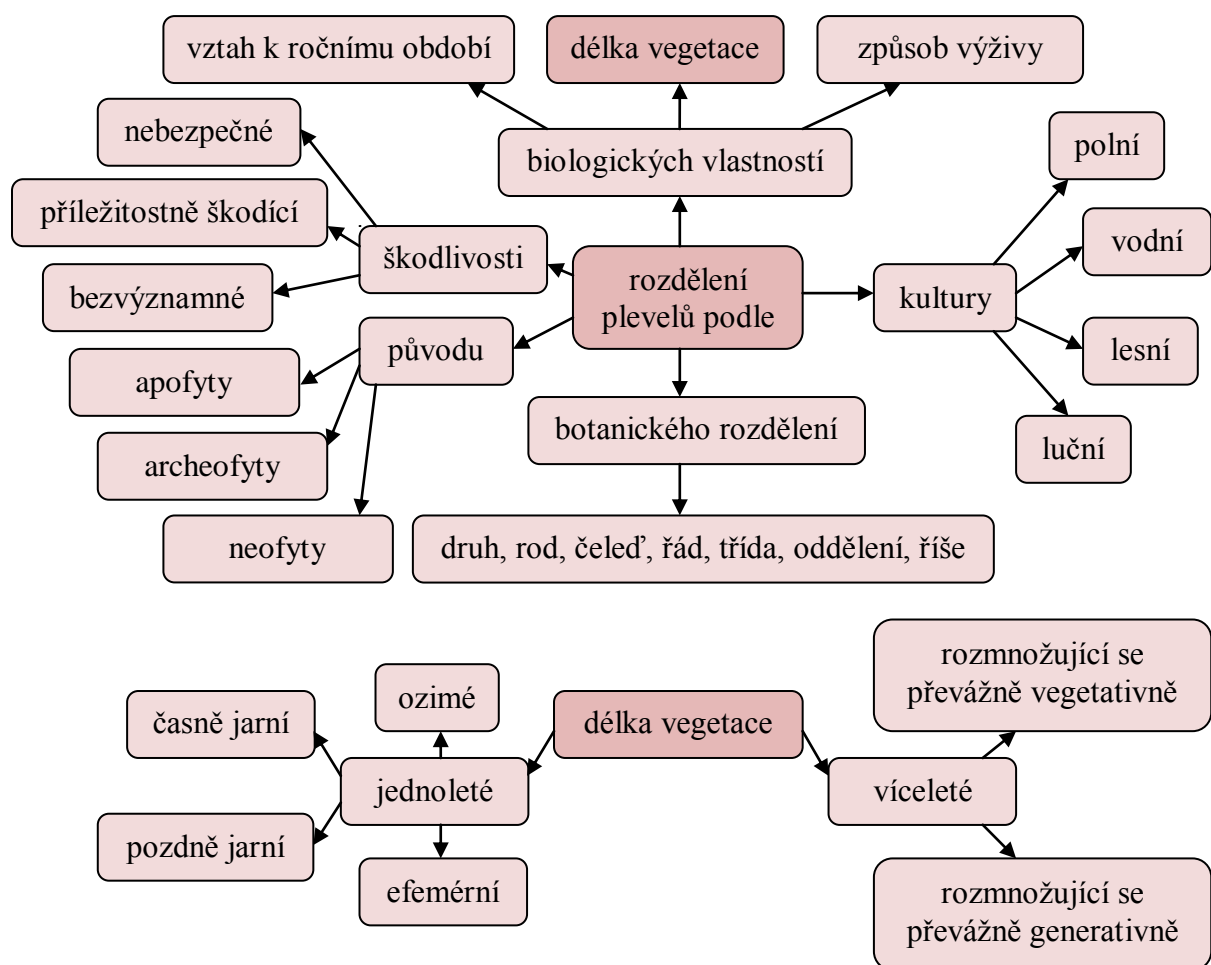 vztah k ročnímu období
délka vegetace
způsob výživy
nebezpečné
biologických vlastností
polní
příležitostně škodící
vodní
škodlivosti
rozdělení
plevelů podle
bezvýznamné
kultury
původu
lesní
apofyty
botanického rozdělení
luční
archeofyty
neofyty
druh, rod, čeleď, řád, třída, oddělení, říše
rozmnožující se
převážně vegetativně
ozimé
časně jarní
délka vegetace
jednoleté
víceleté
pozdně jarní
efemérní
rozmnožující se
převážně generativně